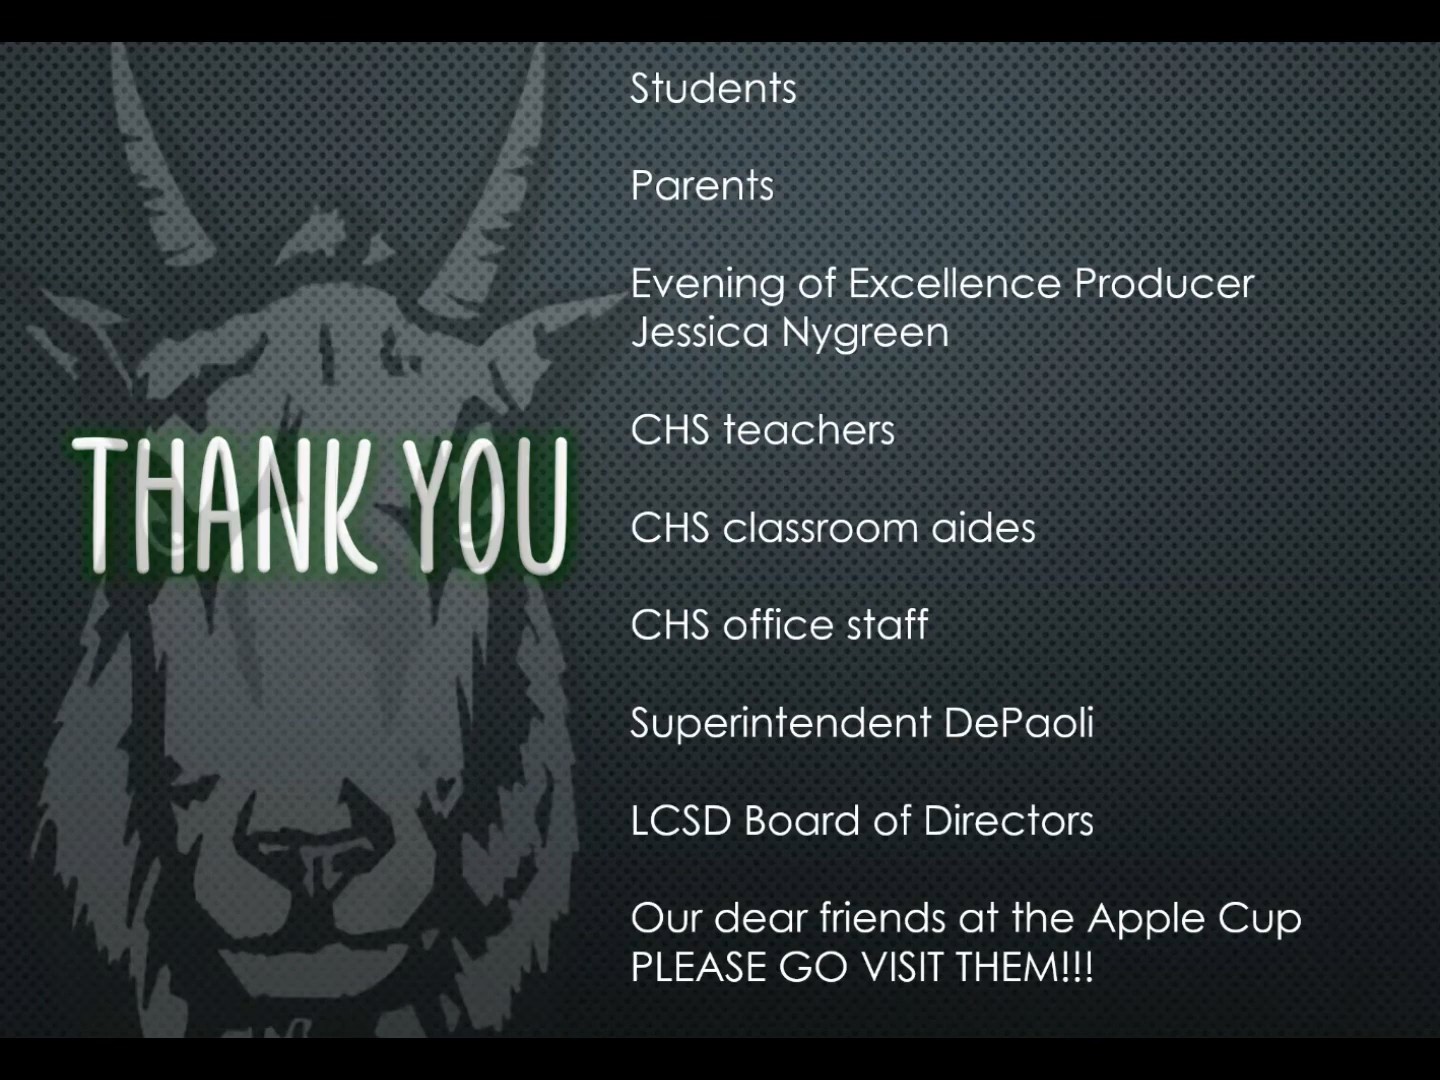 Students
Parents
Evening of Excellence Producer
Jessica Nygreen
THANK YOU
CHS teachers
CHS classroom aides
CHS office staff
Superintendent DePaoli
LCSD Board of Directors
Our dear friends at the Apple Cup
PLEASE GO VISIT THEM!!!